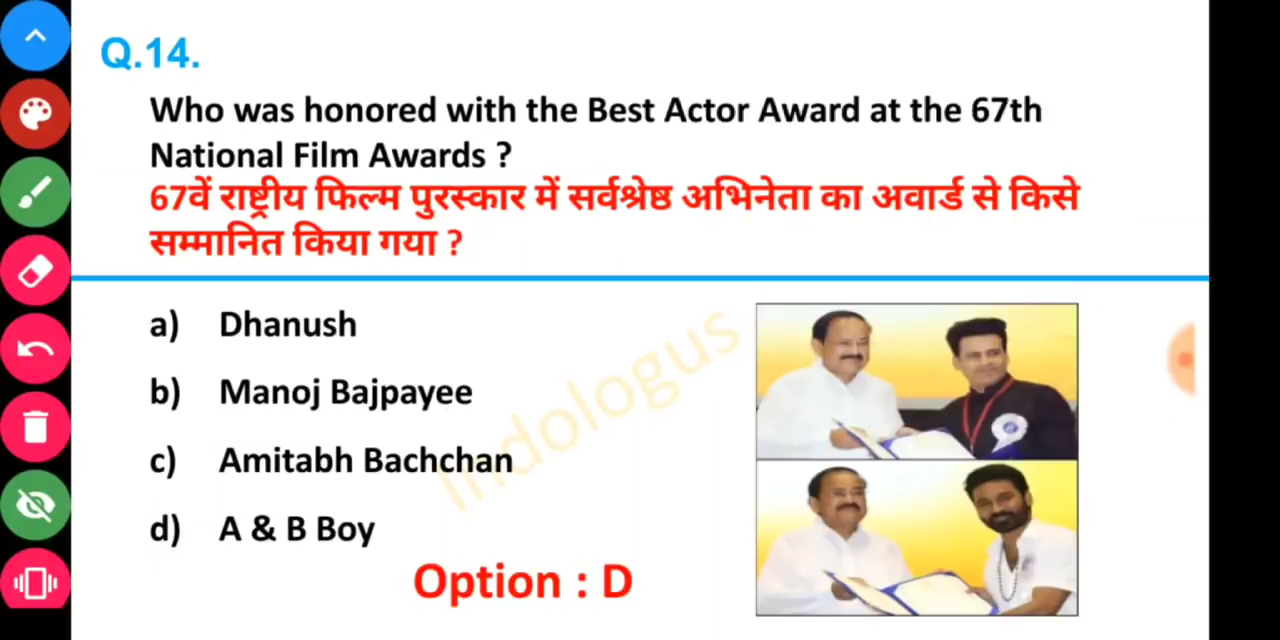 Q.14.
Who was honored with the Best Actor Award at the 67th
National Film Awards ?
67वें राष्ट्रीय फिल्म पुरस्कार में सर्वश्रेष्ठ अभिनेता का अवार्ड से किसे
सम्मानित किया गया ?
a) Dhanush
b) Manoj Bajpayee
c) Amitabh Bachchan
d) A & B Boy
Option : D
Indologus